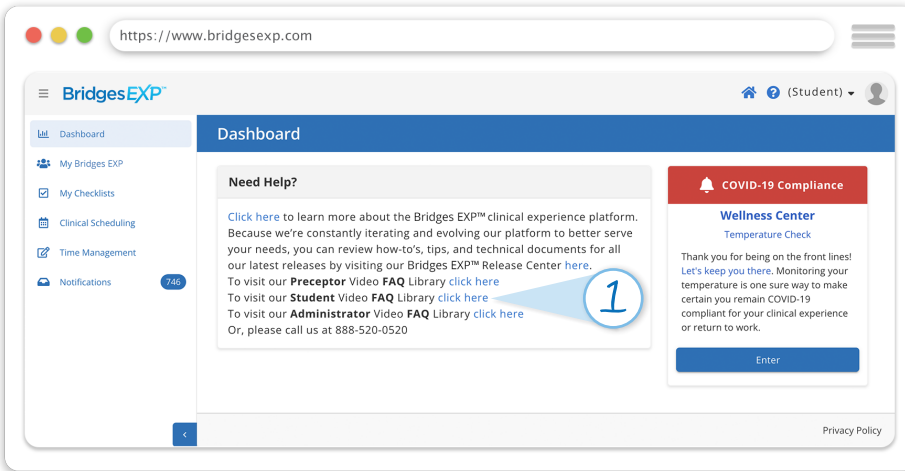 https://www.bridgesexp.com
BridgesEXP™
(Student)
Dashboard
My Bridges EXP
My Checklists
Clinical Scheduling
Time Management
Notifications
746
Dashboard
Need Help?
Click here to learn more about the Bridges EXP™ clinical experience platform.
Because we're constantly iterating and evolving our platform to better serve
your needs, you can review how-to's, tips, and technical documents for all
our latest releases by visiting our Bridges EXP™ Release Center here.
To visit our Preceptor Video FAQ Library click here
To visit our Student Video FAQ Library click here
To visit our Administrator Video FAQ Library click here
Or, please call us at 888-520-0520
1
COVID-19 Compliance
Wellness Center
Temperature Check
Thank you for being on the front lines!
Let's keep you there. Monitoring your
temperature is one sure way to make
certain you remain COVID-19
compliant for your clinical experience
or return to work.
Enter
Privacy Policy